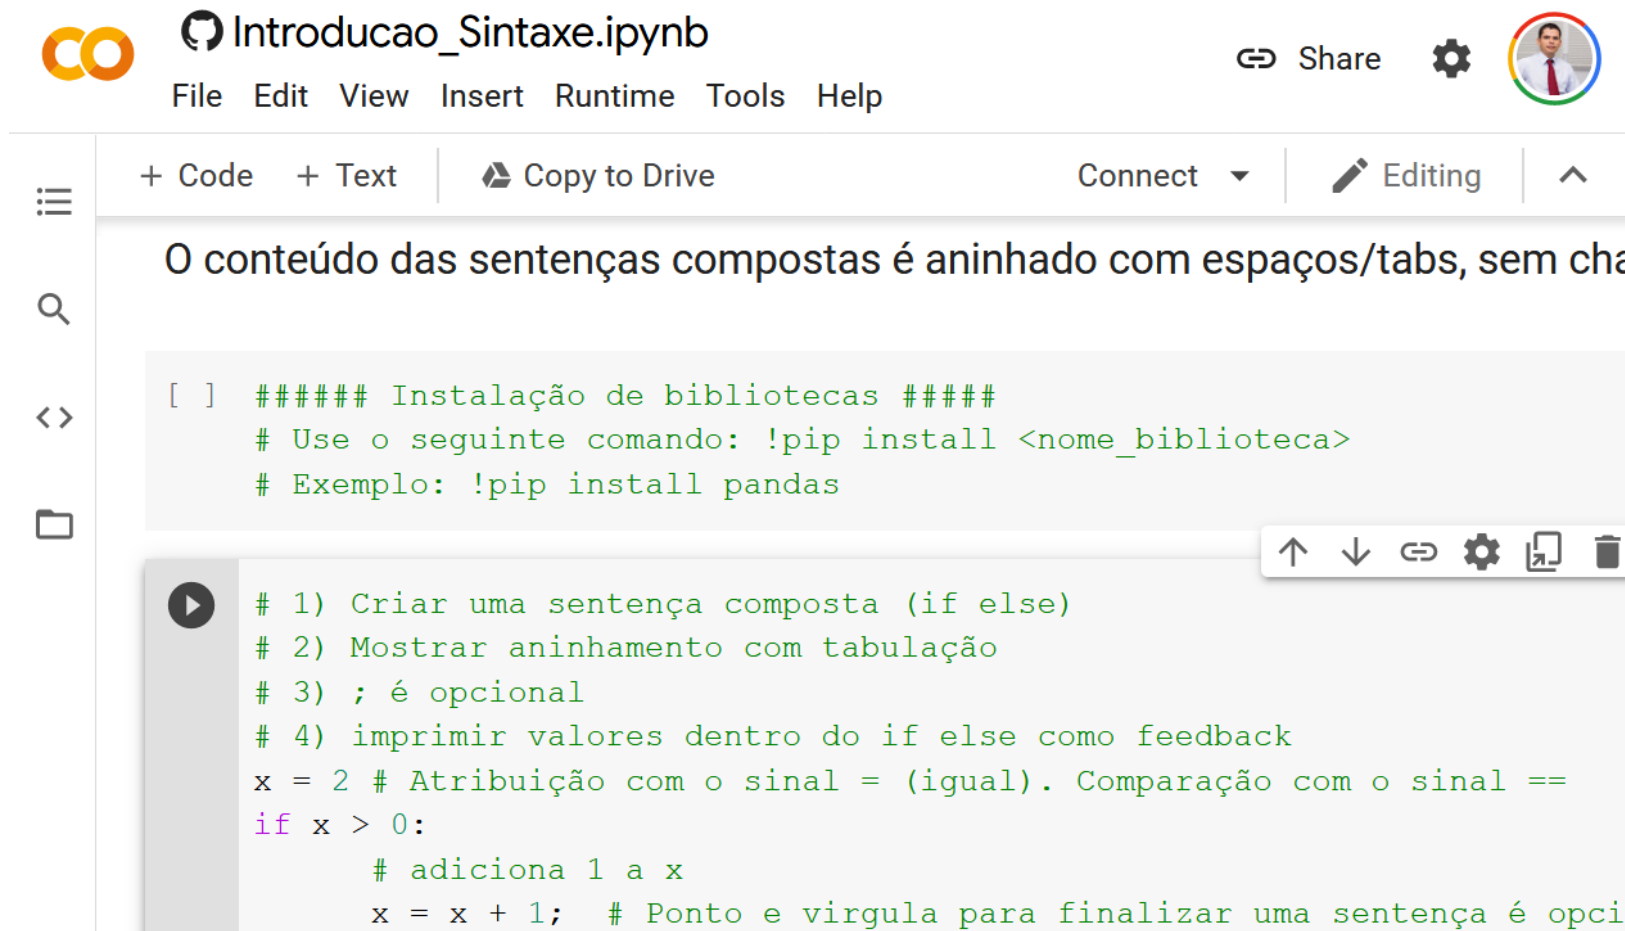 Introducao_Sintaxe.ipynb
File Edit View Insert Runtime Tools Help
Share
+ Code + Text Copy to Drive Connect Editing
O conteúdo das sentenças compostas é aninhado com espaços/tabs, sem
[ ] ###### Instalação de bibliotecas #####
# Use o seguinte comando: !pip install <nome_biblioteca>
# Exemplo: !pip install pandas
# 1) Criar uma sentença composta (if else)
# 2) Mostrar aninhamento com tabulação
# 3) ; é opcional
# 4) imprimir valores dentro do if else como feedback
x = 2 # Atribuição com o sinal = (igual). Comparação com o sinal ==
if x > 0:
# adiciona 1 a x
x = x + 1; # Ponto e virgula para finalizar uma sentença é